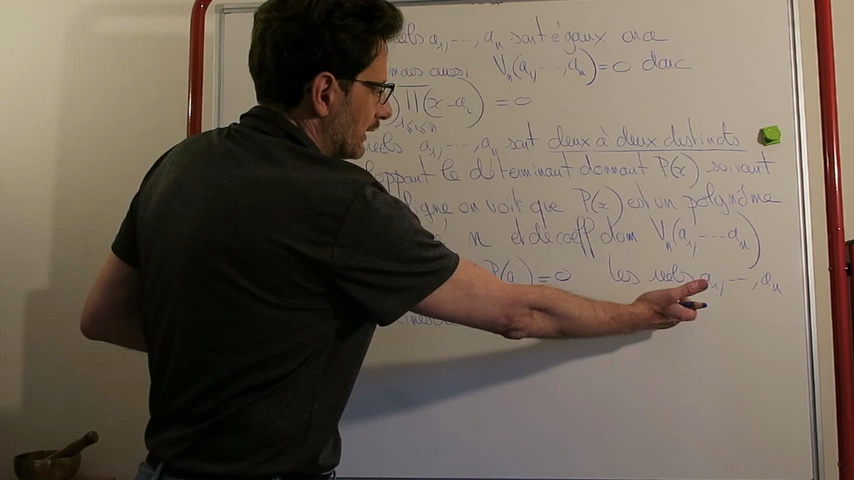 réels a₁, ..., aₙ sont égaux on a
mais aussi Vₙ(a₁, ..., aₙ) = 0 donc
) ∏ (x - aᵢ) = 0
1≤i≤n
réels a₁, ..., aₙ sont deux à deux distincts
loppant le déterminant donnant P(x) suivant
ligne on voit que P(x) est un polynôme
n et de coeff dom Vₙ(a₁, ... aₙ)
P(a ) = 0 les réels a₁, ..., aₙ